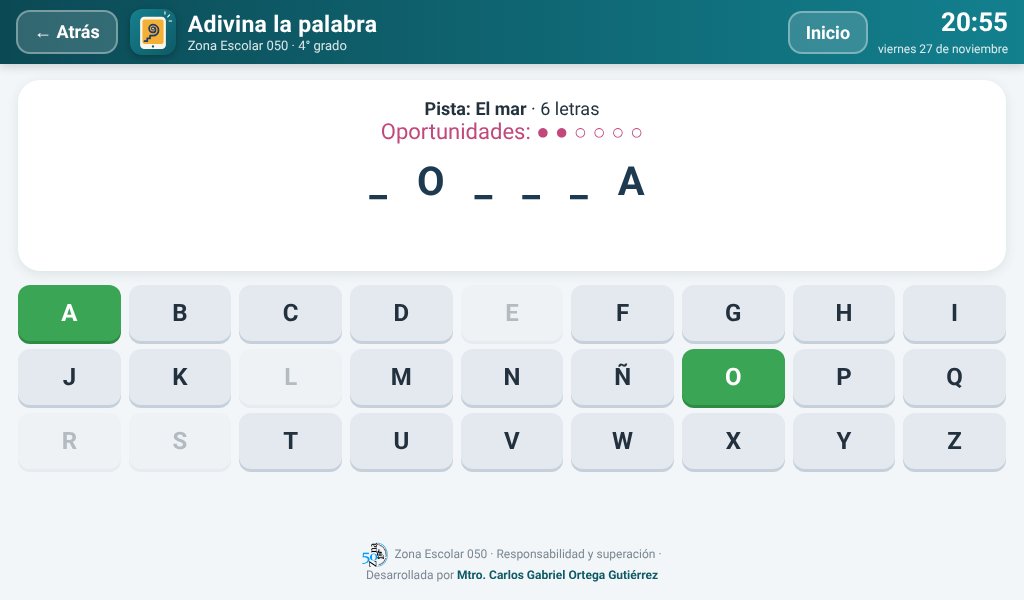 ← Atrás
Adivina la palabra
Zona Escolar 050 · 4° grado
Inicio
20:55
viernes 27 de noviembre
Pista: El mar · 6 letras
Oportunidades: ●●○○○○
_ O _ _ _ A
A B C D E F G H I
J K L M N Ñ O P Q
R S T U V W X Y Z
Zona Escolar 050 · Responsabilidad y superación ·
Desarrollada por Mtro. Carlos Gabriel Ortega Gutiérrez